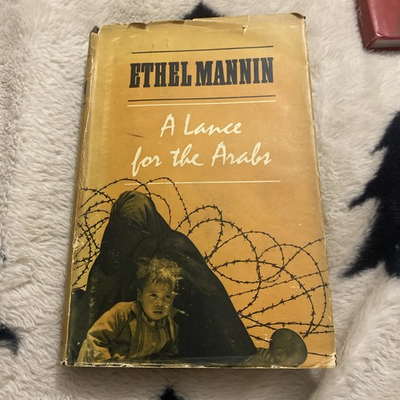 ETHEL MANNIN
A Lance
for the Arabs